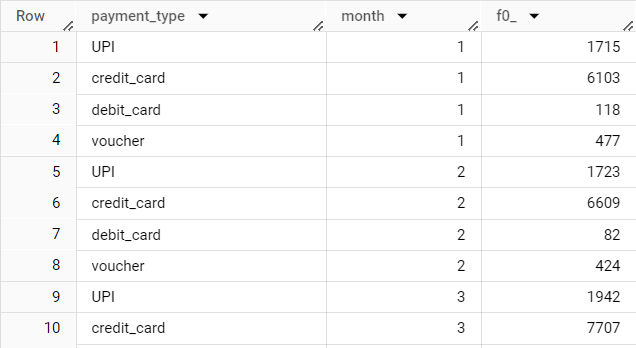 Row payment_type month f0_
1 UPI 1 1715
2 credit_card 1 6103
3 debit_card 1 118
4 voucher 1 477
5 UPI 2 1723
6 credit_card 2 6609
7 debit_card 2 82
8 voucher 2 424
9 UPI 3 1942
10 credit_card 3 7707